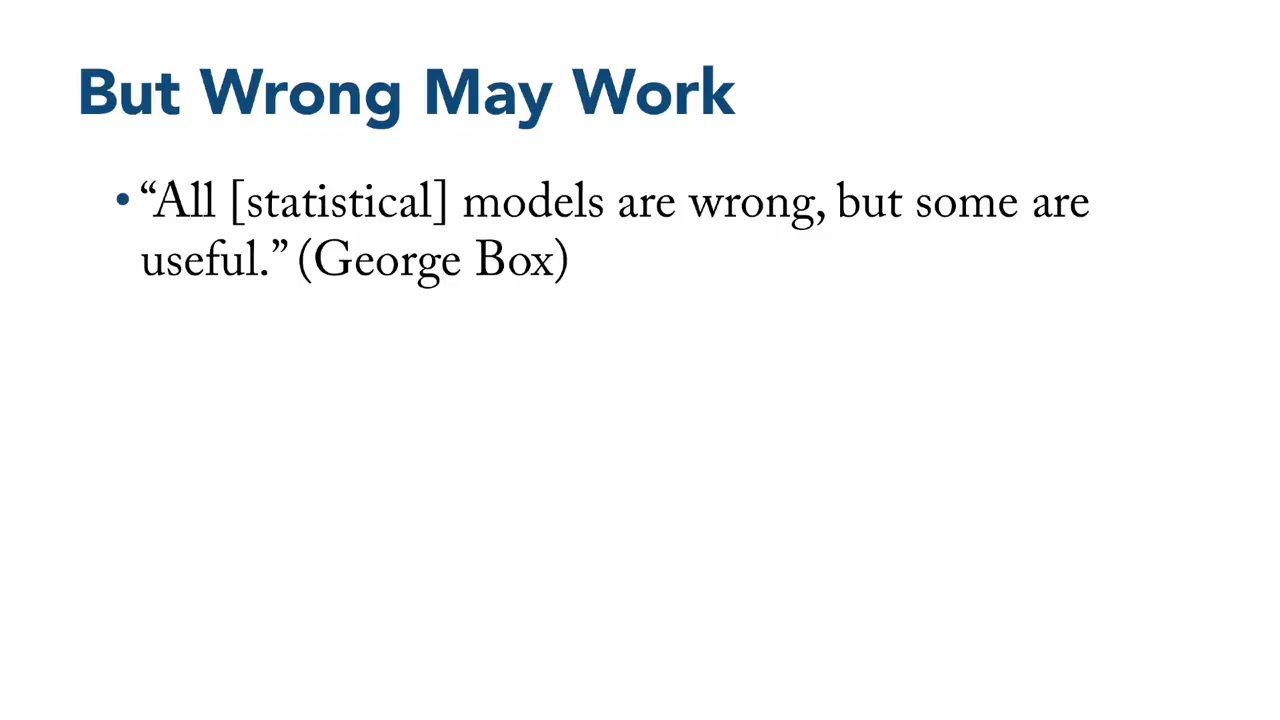 But Wrong May Work
• “All [statistical] models are wrong, but some are
useful.” (George Box)